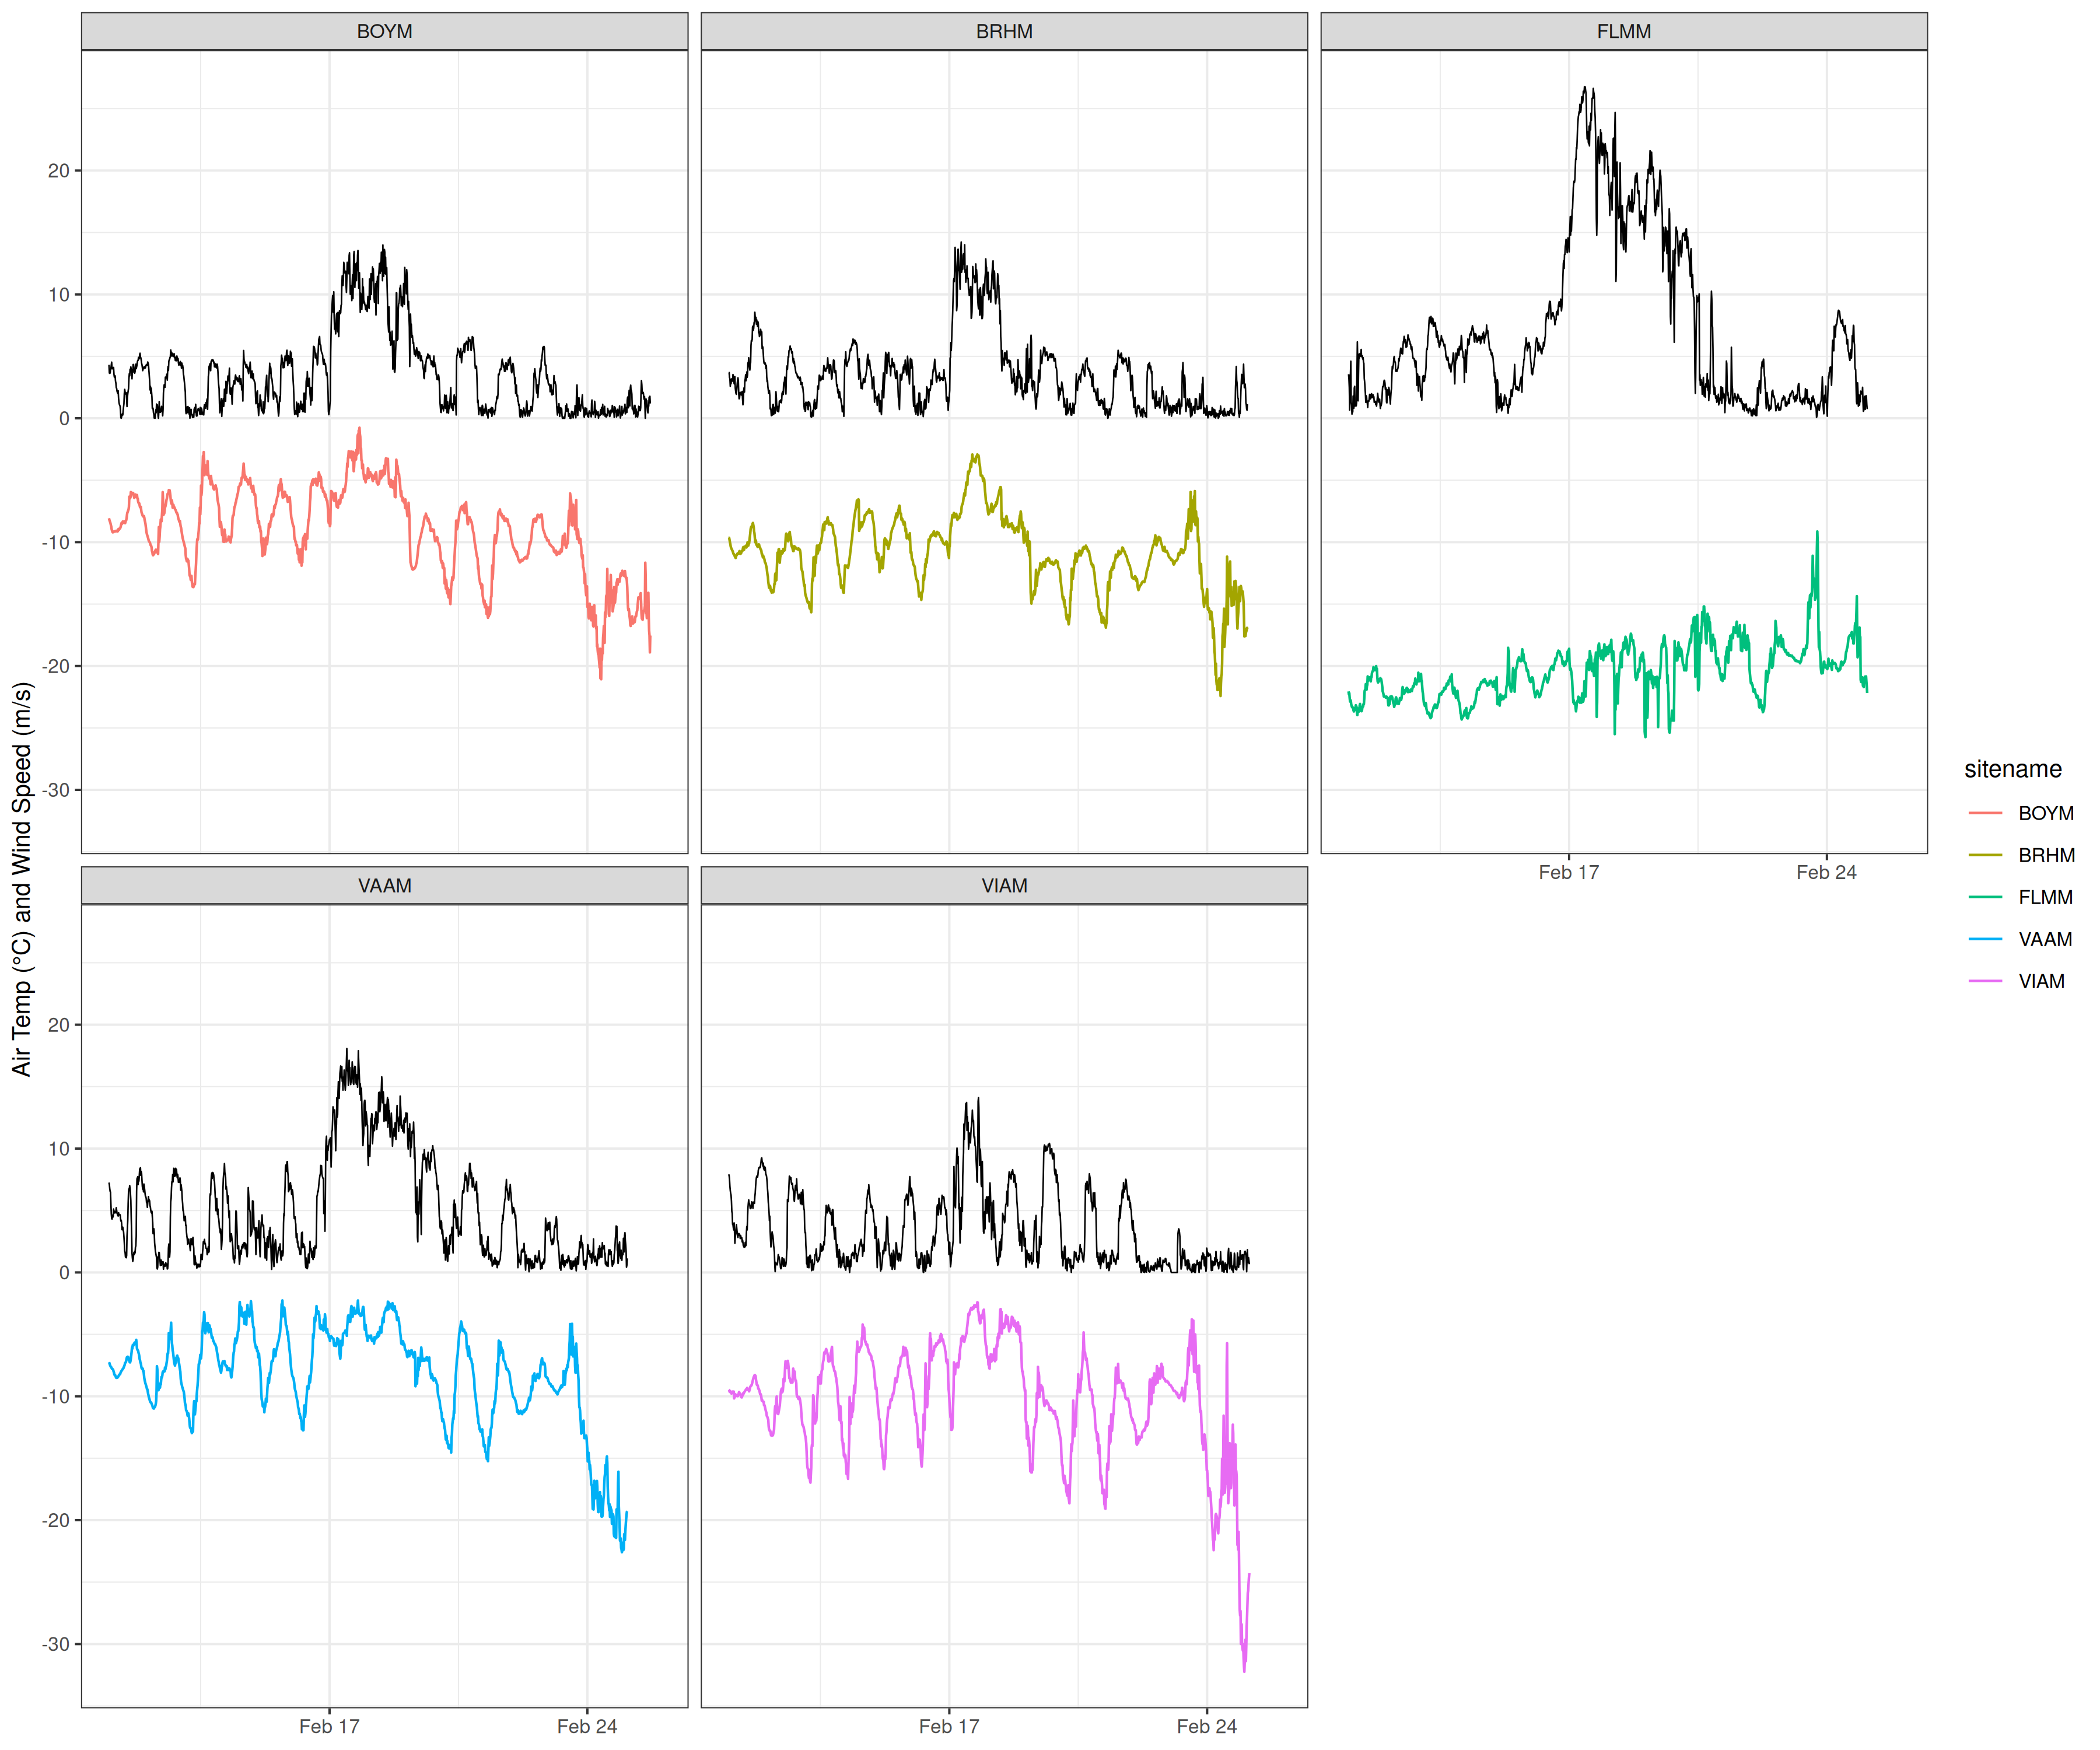 BOYM
BRHM
FLMM
20
10
0
-10
-20
-30
Feb 17
Feb 24
VAAM
VIAM
20
10
0
-10
-20
-30
Feb 17
Feb 24
Feb 17
Feb 24
Air Temp (°C) and Wind Speed (m/s)
sitename
BOYM
BRHM
FLMM
VAAM
VIAM